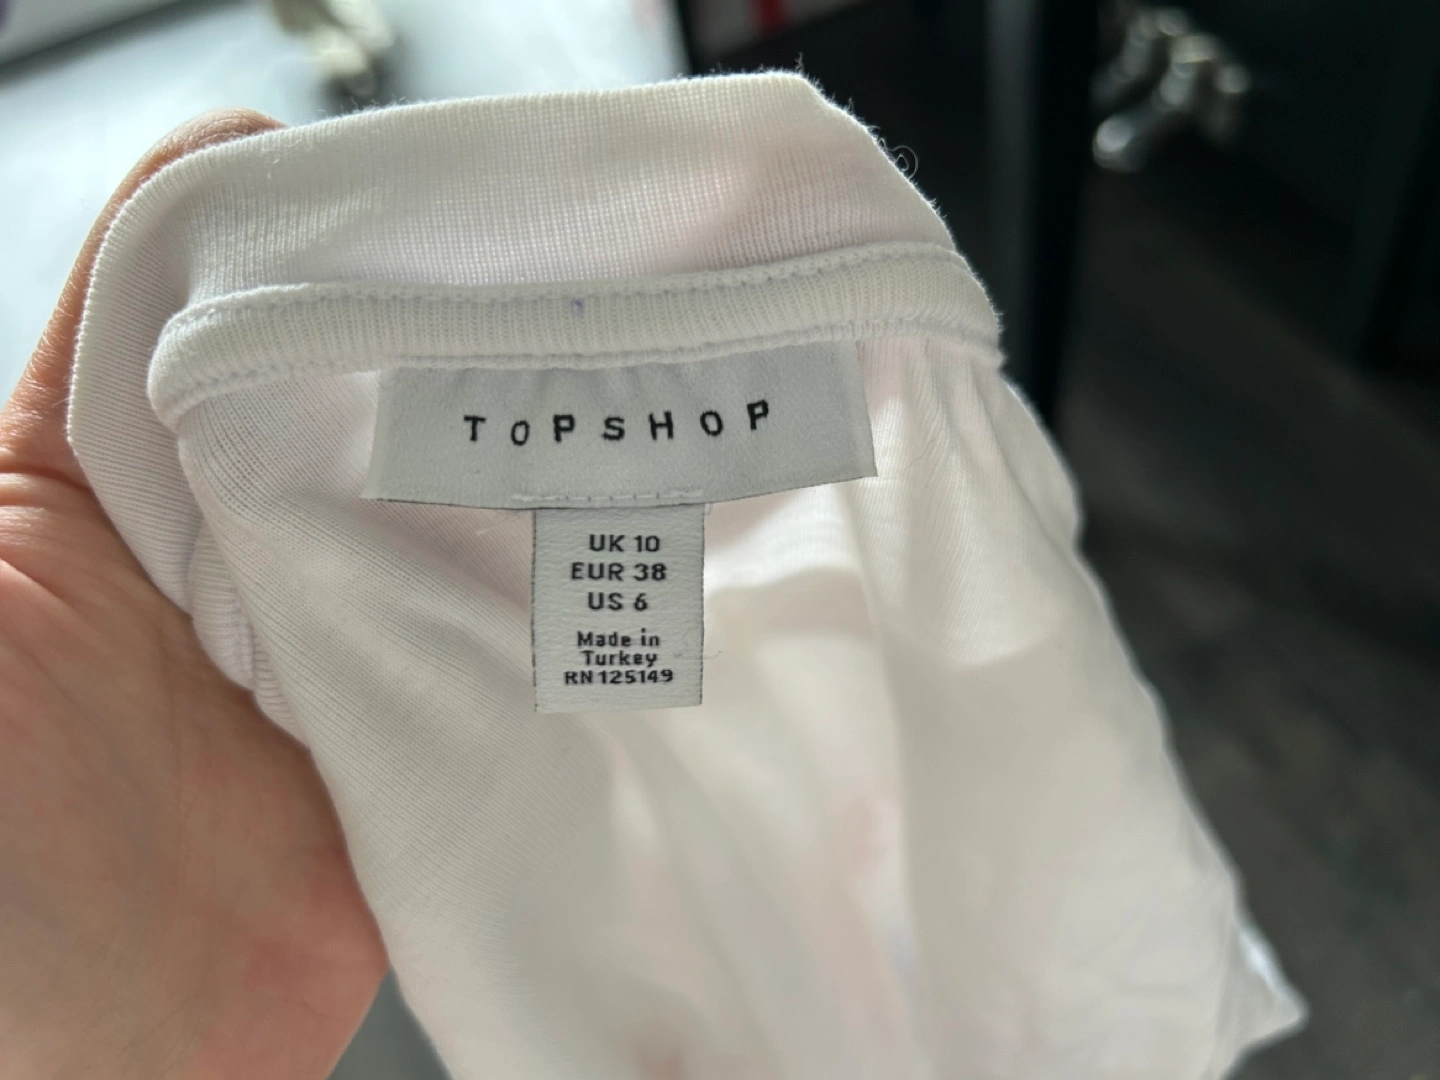 TOPSHOP
UK 10
EUR 38
US 6
Made in
Turkey
RN 125149